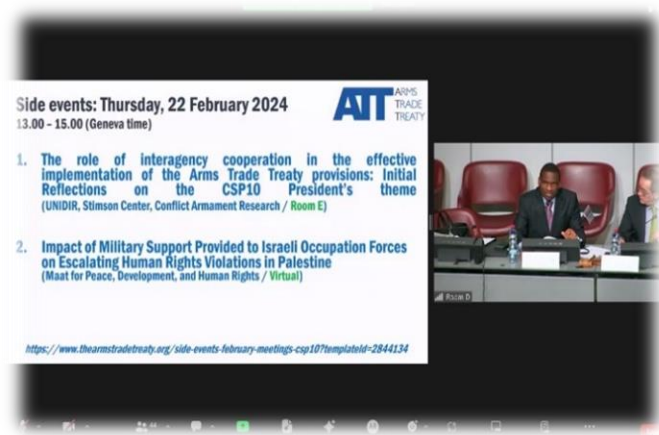 Side events: Thursday, 22 February 2024
13.00 – 15.00 (Geneva time)
ATT ARMS
TRADE
TREATY
1. The role of interagency cooperation in the effective
implementation of the Arms Trade Treaty provisions: Initial
Reflections on the CSP10 President's theme
(UNIDIR, Stimson Center, Conflict Armament Research / Room E)
2. Impact of Military Support Provided to Israeli Occupation Forces
on Escalating Human Rights Violations in Palestine
(Maat for Peace, Development, and Human Rights / Virtual)
https://www.thearmstradetreaty.org/side-events-february-meetings-csp10?templateId=2844134
Room D